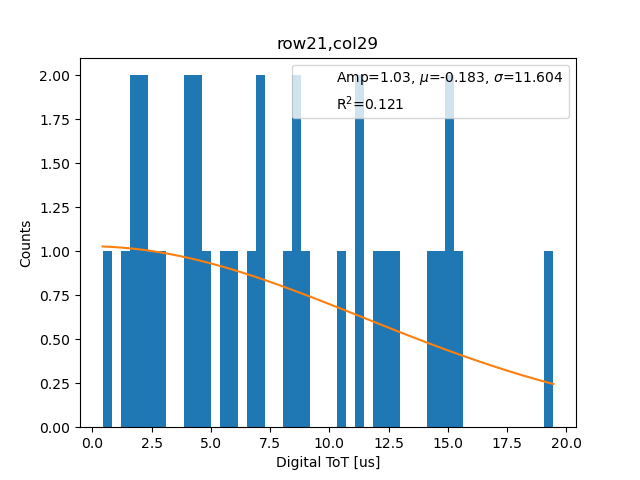 row21,col29
Amp=1.03, μ=-0.183, σ=11.604
R²=0.121
Counts
2.00
1.75
1.50
1.25
1.00
0.75
0.50
0.25
0.00
0.0 2.5 5.0 7.5 10.0 12.5 15.0 17.5 20.0
Digital ToT [us]